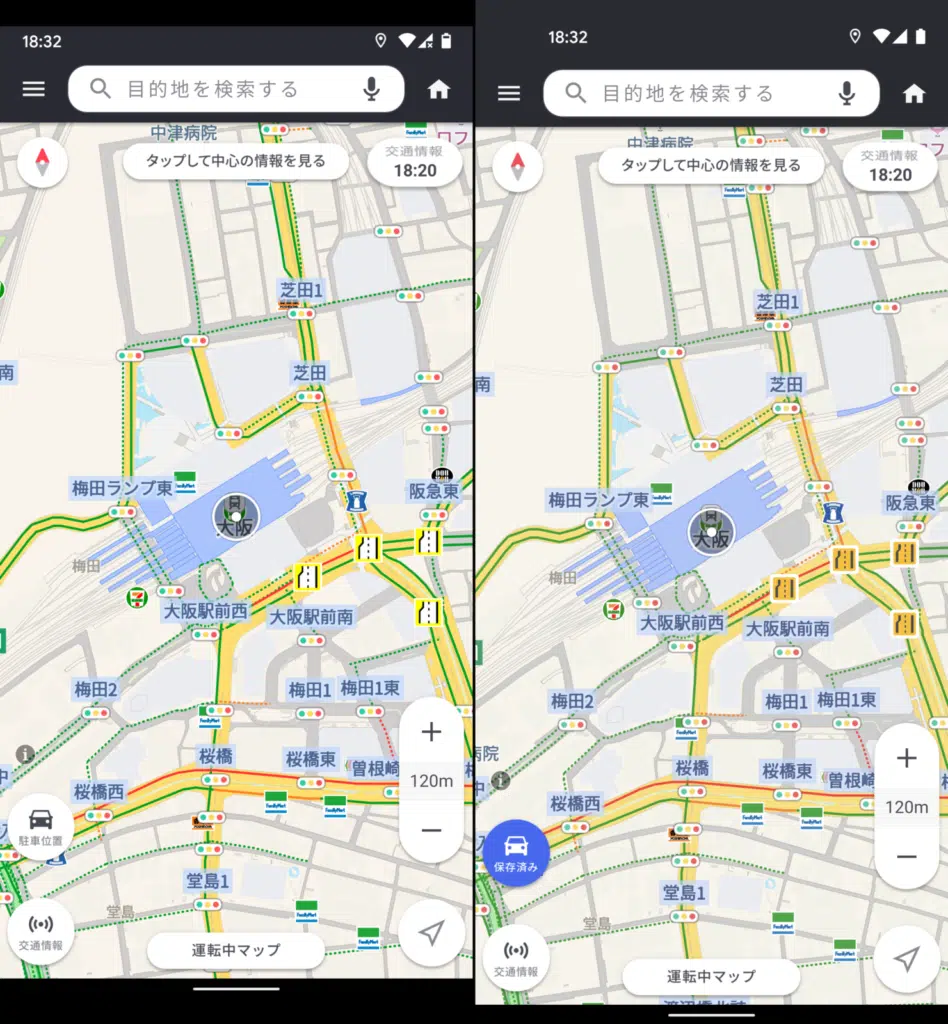 18:32
目的地を検索する
中津病院
タップして中心の情報を見る
交通情報
18:20
芝田1
芝田
南
梅田ランプ東
阪急東
大阪
梅田
大阪駅前西
大阪駅前南
梅田2
梅田1
梅田1東
桜橋
桜橋東
曽根崎
桜橋西
120m
駐車位置
堂島1
堂島
交通情報
運転中マップ
18:32
目的地を検索する
中津病院
タップして中心の情報を見る
交通情報
18:20
芝田1
芝田
南
梅田ランプ東
阪急東
大阪
梅田
大阪駅前西
大阪駅前南
梅田2
梅田1
梅田1東
病院
桜橋
桜橋東
曽根崎
桜橋西
120m
保存済み
堂島1
堂島
交通情報
運転中マップ